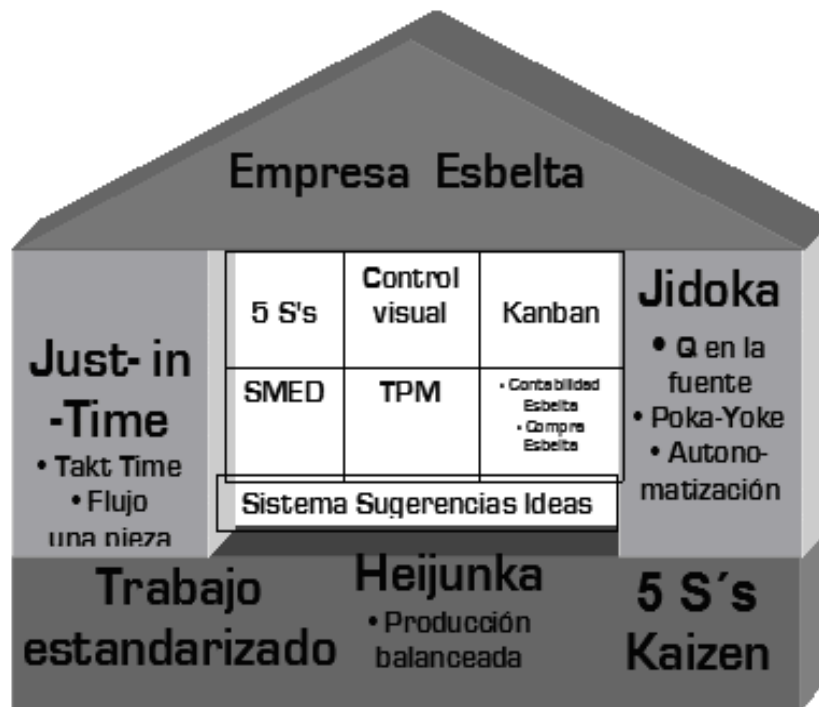 Empresa Esbelta
Just- in
-Time
• Takt Time
• Flujo
una pieza
5 S's
Control
visual
Kanban
SMED
TPM
• Contabilidad
Esbelta
• Compra
Esbelta
Sistema Sugerencias Ideas
Jidoka
• Q en la
fuente
• Poka-Yoke
• Autono-
matización
Trabajo
estandarizado
Heijunka
• Producción
balanceada
5 S´s
Kaizen